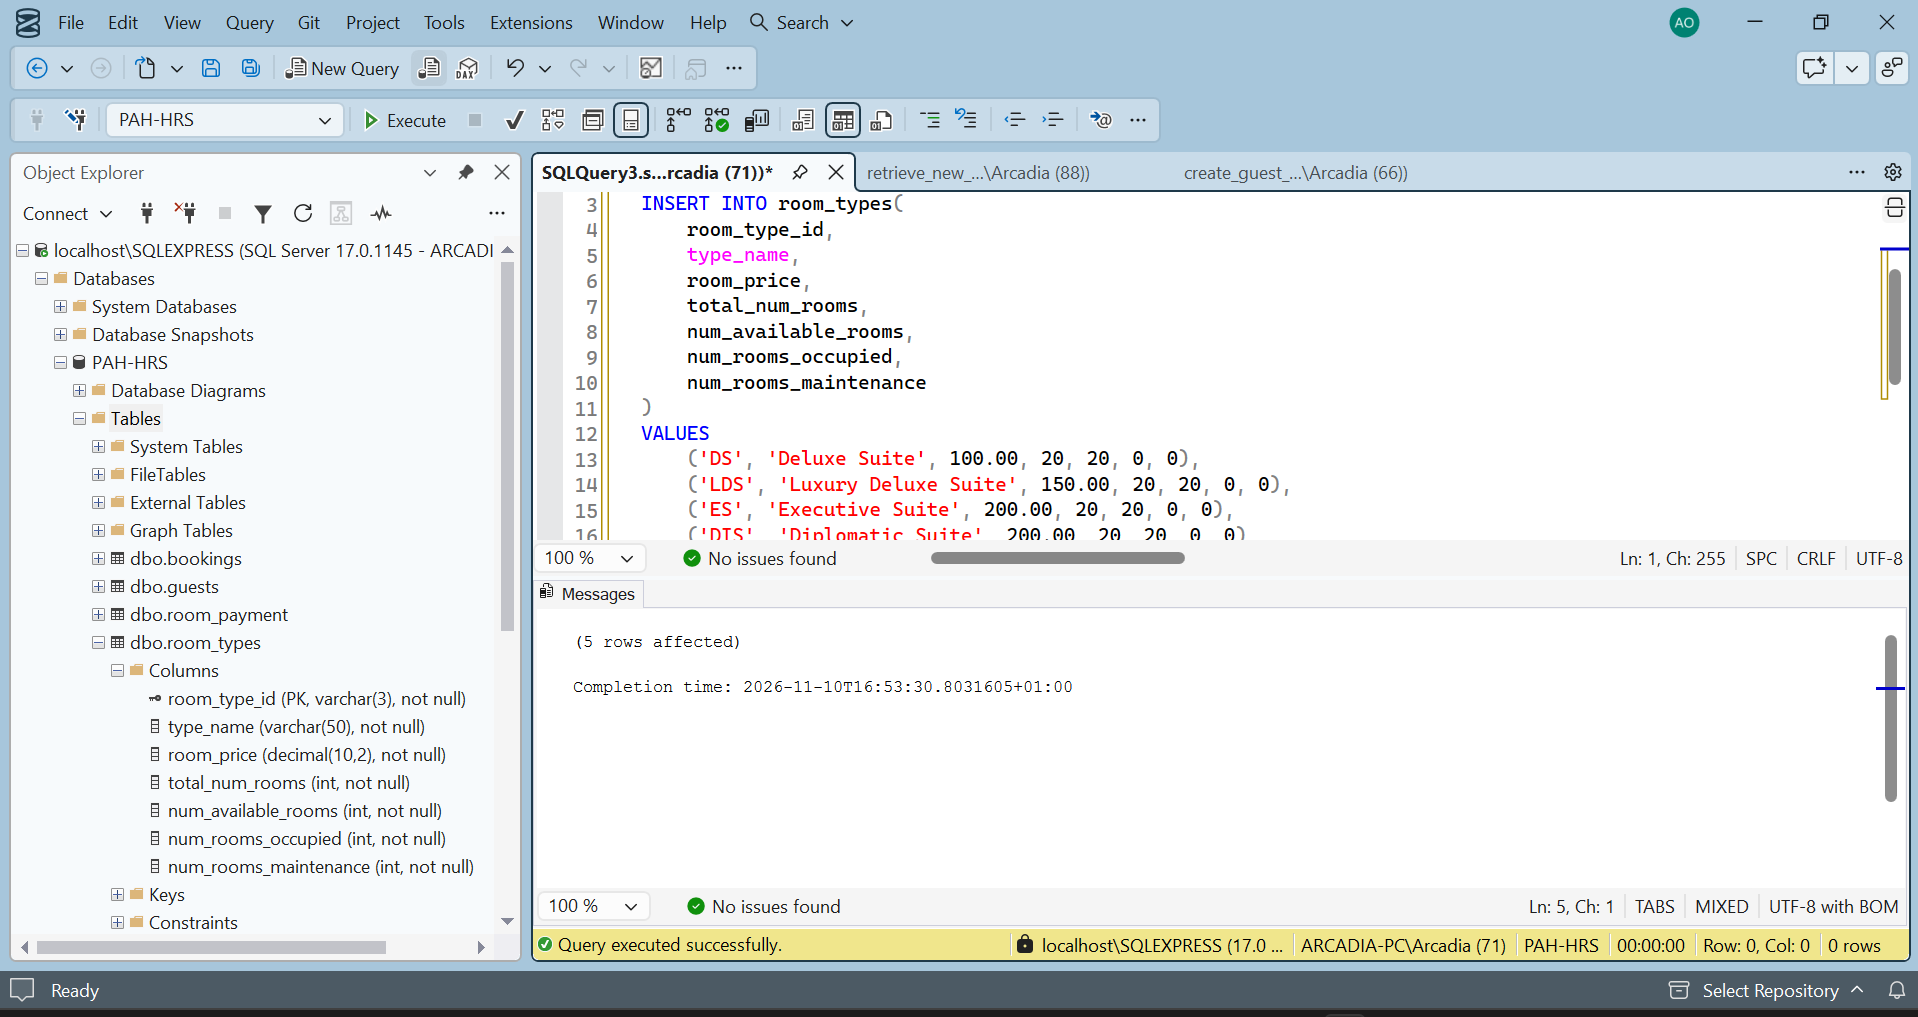 File Edit View Query Git Project Tools Extensions Window Help Search AO
New Query DAX
PAH-HRS Execute
Object Explorer
Connect
localhost\SQLEXPRESS (SQL Server 17.0.1145 - ARCADI
Databases
System Databases
Database Snapshots
PAH-HRS
Database Diagrams
Tables
System Tables
FileTables
External Tables
Graph Tables
dbo.bookings
dbo.guests
dbo.room_payment
dbo.room_types
Columns
room_type_id (PK, varchar(3), not null)
type_name (varchar(50), not null)
room_price (decimal(10,2), not null)
total_num_rooms (int, not null)
num_available_rooms (int, not null)
num_rooms_occupied (int, not null)
num_rooms_maintenance (int, not null)
Keys
Constraints
SQLQuery3.s...rcadia (71))* retrieve_new_...\Arcadia (88)) create_guest_...\Arcadia (66))
3 INSERT INTO room_types(
4 room_type_id,
5 type_name,
6 room_price,
7 total_num_rooms,
8 num_available_rooms,
9 num_rooms_occupied,
10 num_rooms_maintenance
11 )
12 VALUES
13 ('DS', 'Deluxe Suite', 100.00, 20, 20, 0, 0),
14 ('LDS', 'Luxury Deluxe Suite', 150.00, 20, 20, 0, 0),
15 ('ES', 'Executive Suite', 200.00, 20, 20, 0, 0),
16 ('DIS' 'Diplomatic Suite' 200.00 20 20 0 0)
100 % No issues found Ln: 1, Ch: 255 SPC CRLF UTF-8
Messages
(5 rows affected)
Completion time: 2026-11-10T16:53:30.8031605+01:00
100 % No issues found Ln: 5, Ch: 1 TABS MIXED UTF-8 with BOM
Query executed successfully. localhost\SQLEXPRESS (17.0 ... ARCADIA-PC\Arcadia (71) PAH-HRS 00:00:00 Row: 0, Col: 0 0 rows
Ready Select Repository